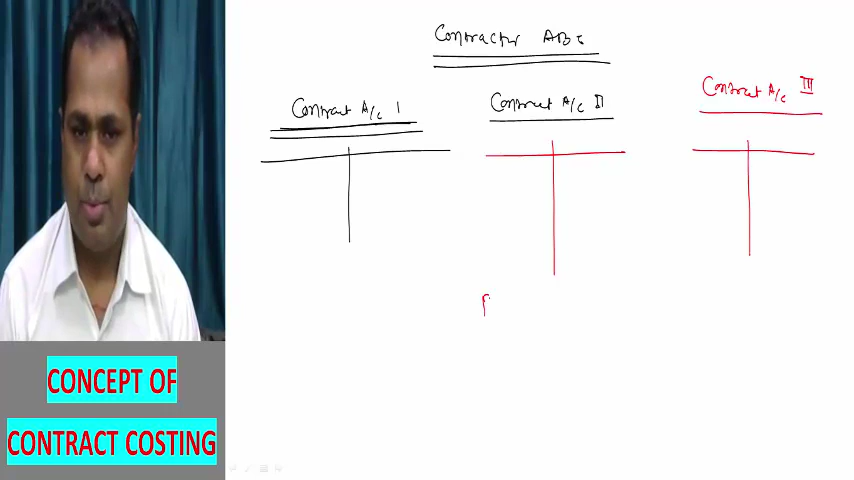 Contractor ABC
Contract A/c I
Contract A/c II
Contract A/c III
CONCEPT OF
CONTRACT COSTING